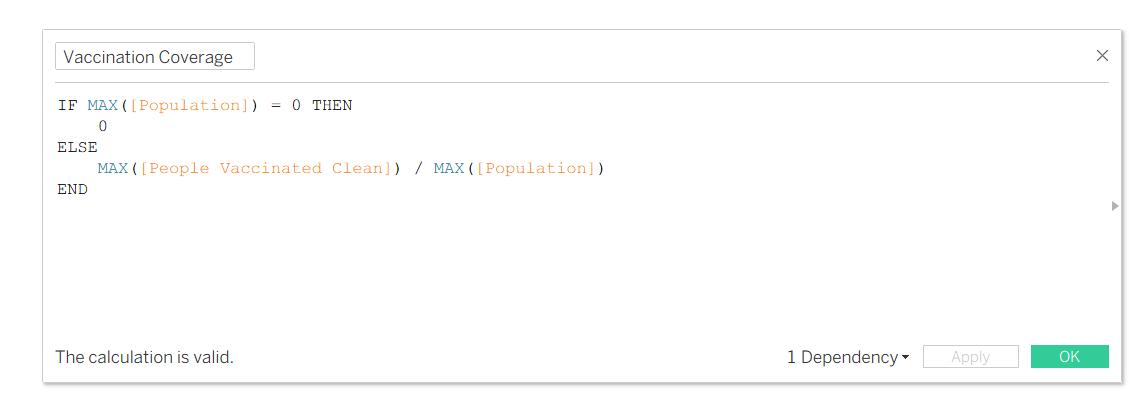 Vaccination Coverage
IF MAX([Population]) = 0 THEN
0
ELSE
MAX([People Vaccinated Clean]) / MAX([Population])
END
The calculation is valid.
1 Dependency
Apply
OK